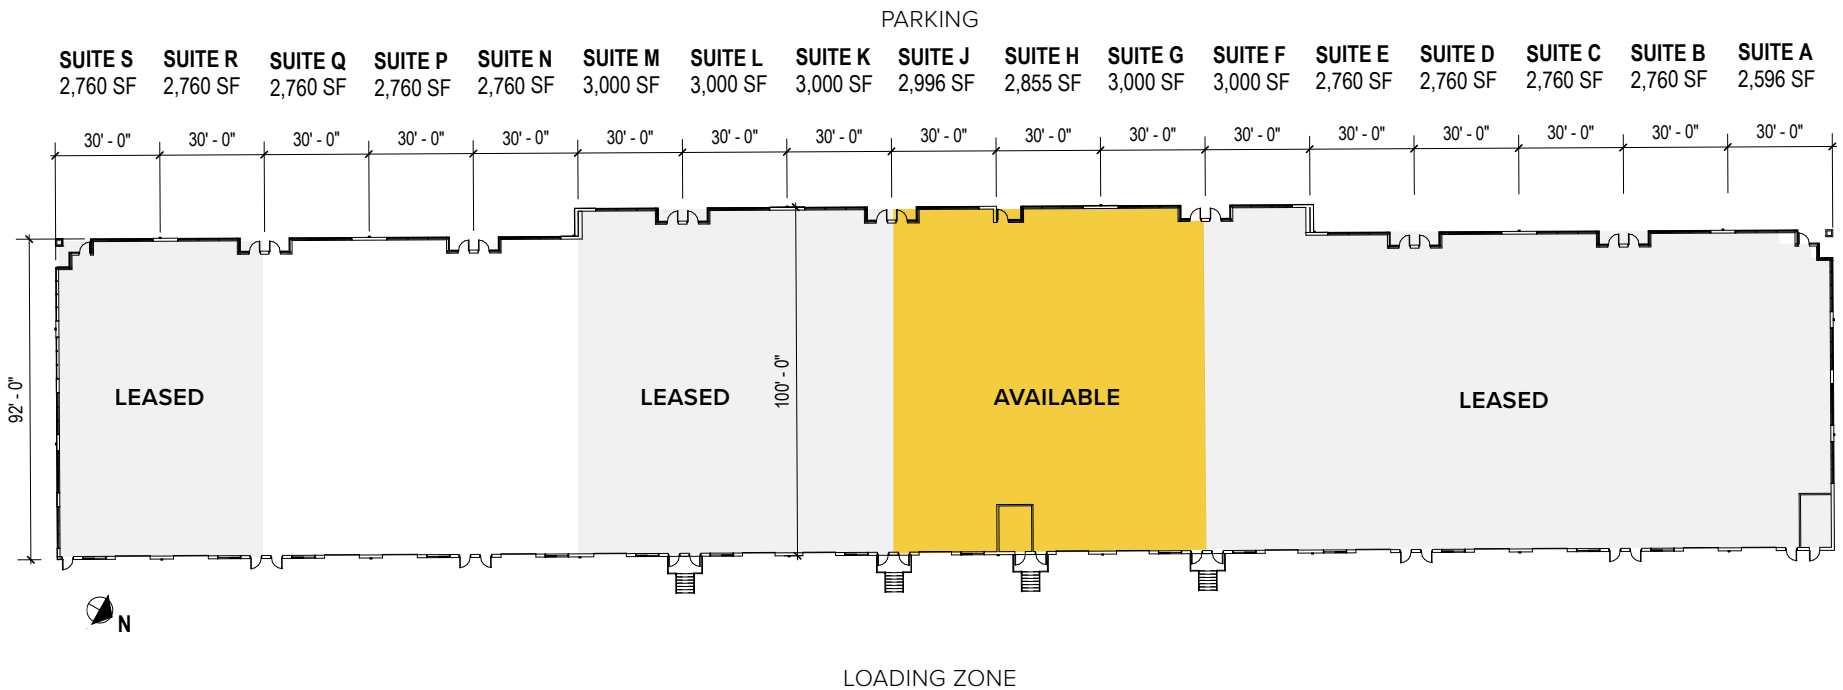 PARKING
SUITE S SUITE R SUITE Q SUITE P SUITE N SUITE M SUITE L SUITE K SUITE J SUITE H SUITE G SUITE F SUITE E SUITE D SUITE C SUITE B SUITE A
2,760 SF 2,760 SF 2,760 SF 2,760 SF 2,760 SF 3,000 SF 3,000 SF 3,000 SF 2,996 SF 2,855 SF 3,000 SF 3,000 SF 2,760 SF 2,760 SF 2,760 SF 2,760 SF 2,596 SF
30' - 0" 30' - 0" 30' - 0" 30' - 0" 30' - 0" 30' - 0" 30' - 0" 30' - 0" 30' - 0" 30' - 0" 30' - 0" 30' - 0" 30' - 0" 30' - 0" 30' - 0" 30' - 0" 30' - 0"
92' - 0"
LEASED
LEASED
100' - 0"
AVAILABLE
LEASED
N
LOADING ZONE